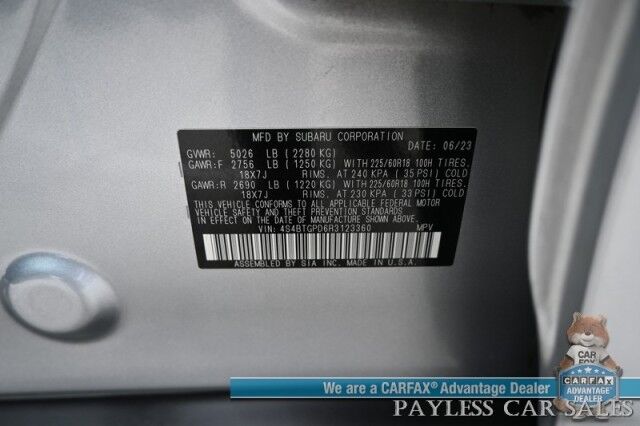 MFD BY SUBARU CORPORATION DATE: 06/23
GVWR: 5026 LB (2280 KG)
GAWR:F 2756 LB (1250 KG) WITH 225/60R18 100H TIRES,
18X7J RIMS, AT 240 KPA (35 PSI) COLD
GAWR:R 2690 LB (1220 KG) WITH 225/60R18 100H TIRES,
18X7J RIMS, AT 230 KPA (33 PSI) COLD
THIS VEHICLE CONFORMS TO ALL APPLICABLE FEDERAL MOTOR
VEHICLE SAFETY AND THEFT PREVENTION STANDARDS IN EFFECT
ON THE DATE OF MANUFACTURE SHOWN ABOVE.
VIN: 4S4BTGPD6R3123360 MPV
ASSEMBLED BY SIA INC. MADE IN U.S.A.
CAR
FOX
CARFAX
ADVANTAGE
DEALER
We are a CARFAX® Advantage Dealer
PAYLESS CAR SALES